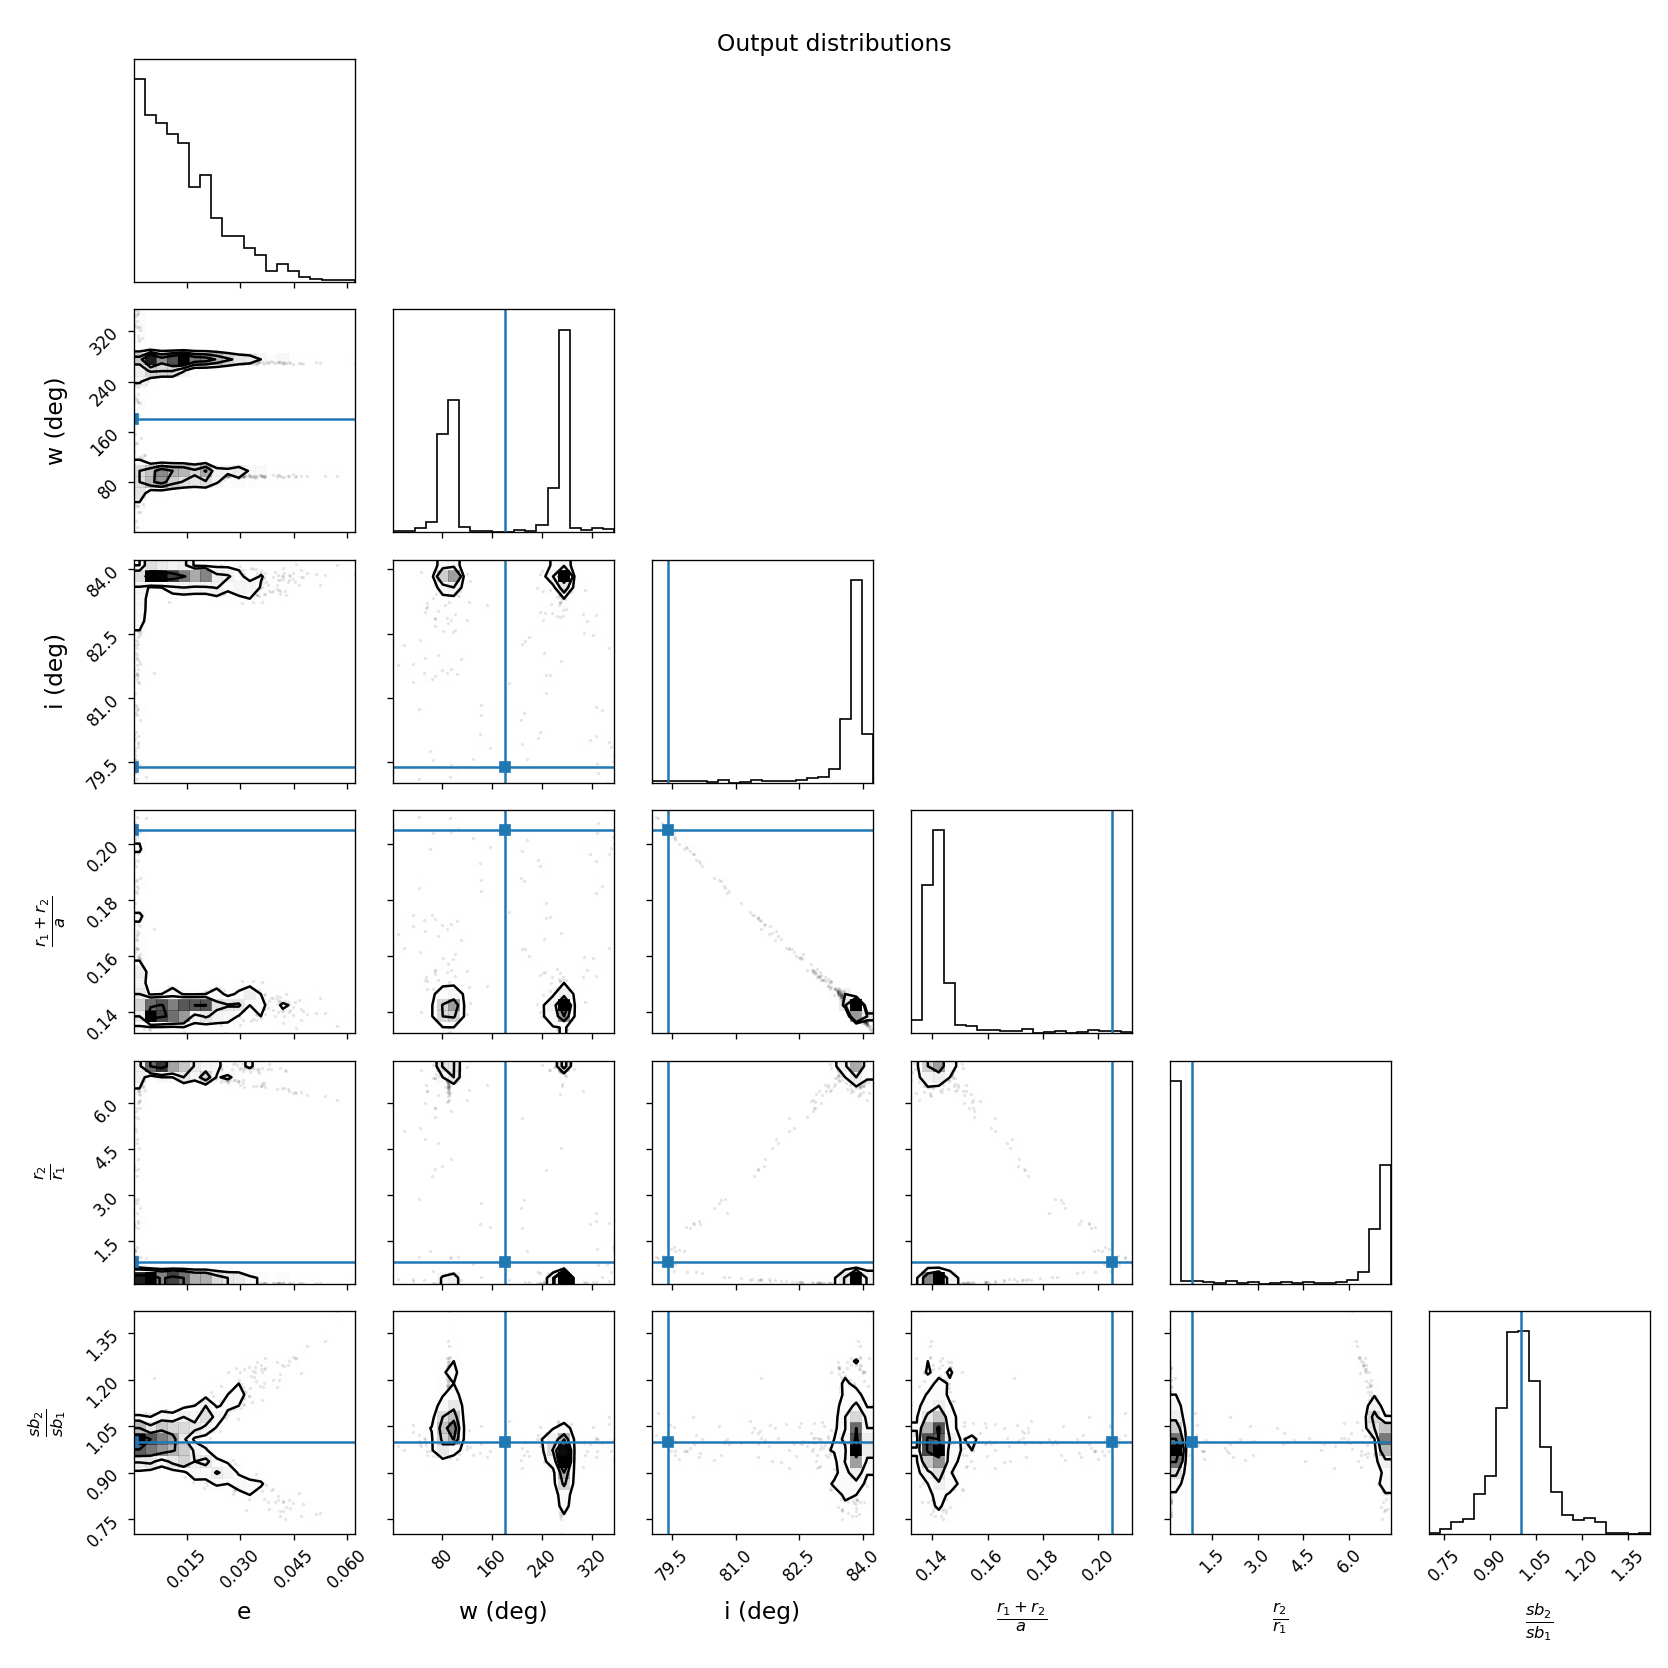 Output distributions
w (deg)
320
240
160
80
i (deg)
84.0
82.5
81.0
79.5
r₁ + r₂
a
0.20
0.18
0.16
0.14
r₂
r₁
6.0
4.5
3.0
1.5
sb₂
sb₁
1.35
1.20
1.05
0.90
0.75
0.015 0.030 0.045 0.060
80 160 240 320
79.5 81.0 82.5 84.0
0.14 0.16 0.18 0.20
1.5 3.0 4.5 6.0
0.75 0.90 1.05 1.20 1.35
e
w (deg)
i (deg)
r₁ + r₂
a
r₂
r₁
sb₂
sb₁